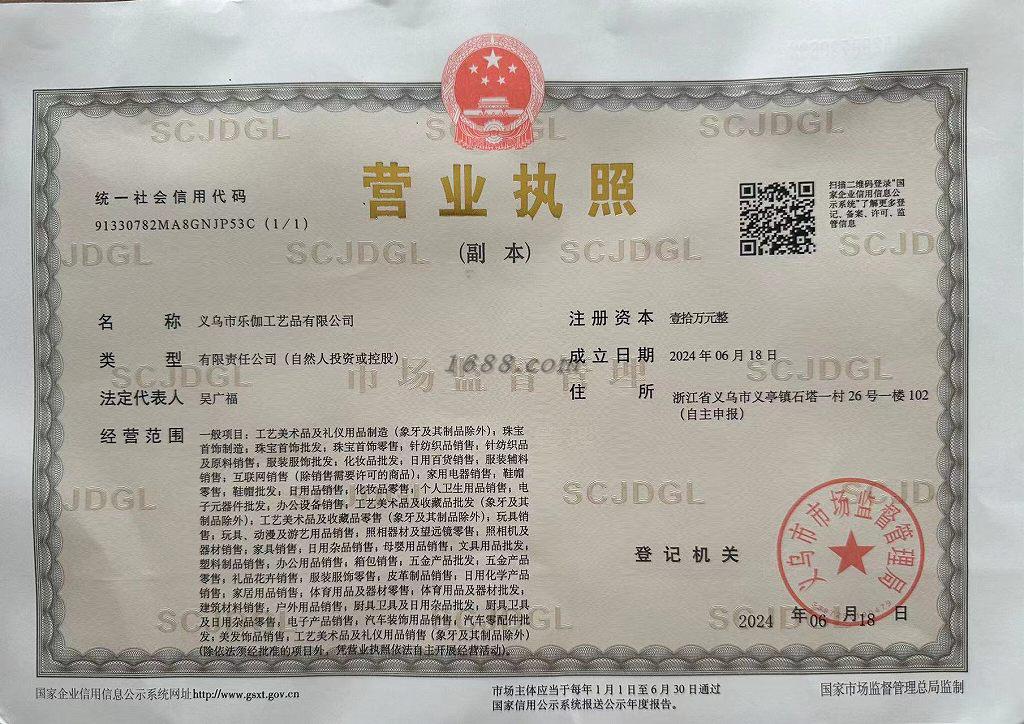 营业执照
（副 本）
统一社会信用代码
91330782MA8GNJP53C（1/1）
扫描二维码登录“国
家企业信用信息公
示系统”了解更多登
记、备案、许可、监
管信息
名 称 义乌市乐伽工艺品有限公司
类 型 有限责任公司（自然人投资或控股）
法定代表人 吴广福
经营范围 一般项目：工艺美术品及礼仪用品制造（象牙及其制品除外）；珠宝
首饰制造；珠宝首饰批发；珠宝首饰零售；针纺织品销售；针纺织品
及原料销售；服装服饰批发；化妆品批发；日用百货销售；服装辅料
销售；互联网销售（除销售需要许可的商品）；家用电器销售，鞋帽
零售，鞋帽批发；日用品销售；化妆品零售；个人卫生用品销售，电
子元器件批发，办公设备销售；工艺美术品及收藏品批发（象牙及其
制品除外）；工艺美术品及收藏品零售（象牙及其制品除外）；玩具销
售；玩具、动漫及游艺用品销售；照相器材及望远镜零售；照相机及
器材销售；家具销售；日用杂品销售；母婴用品销售；文具用品批发；
塑料制品销售；办公用品销售；箱包销售；五金产品批发；五金产品
零售；礼品花卉销售；服装服饰零售；皮革制品销售；日用化学产品
销售；家居用品销售；体育用品及器材零售；体育用品及器材批发；
建筑材料销售；户外用品销售；厨具卫具及日用杂品批发；厨具卫具
及日用杂品零售；电子产品销售；汽车装饰用品销售；汽车零配件批
发；美发饰品销售；工艺美术品及礼仪用品销售（象牙及其制品除外）
（除依法须经批准的项目外，凭营业执照依法自主开展经营活动）。
注册资本 壹拾万元整
成立日期 2024年06月18日
住 所 浙江省义乌市义亭镇石塔一村26号一楼102
（自主申报）
1688.com
市场监督管理
SCJDGL
登记机关
义乌市市场监督管理局
2024 年06 月18 日
国家企业信用信息公示系统网址http://www.gsxt.gov.cn
市场主体应当于每年1月1日至6月30日通过
国家信用公示系统报送公示年度报告。
国家市场监督管理总局监制